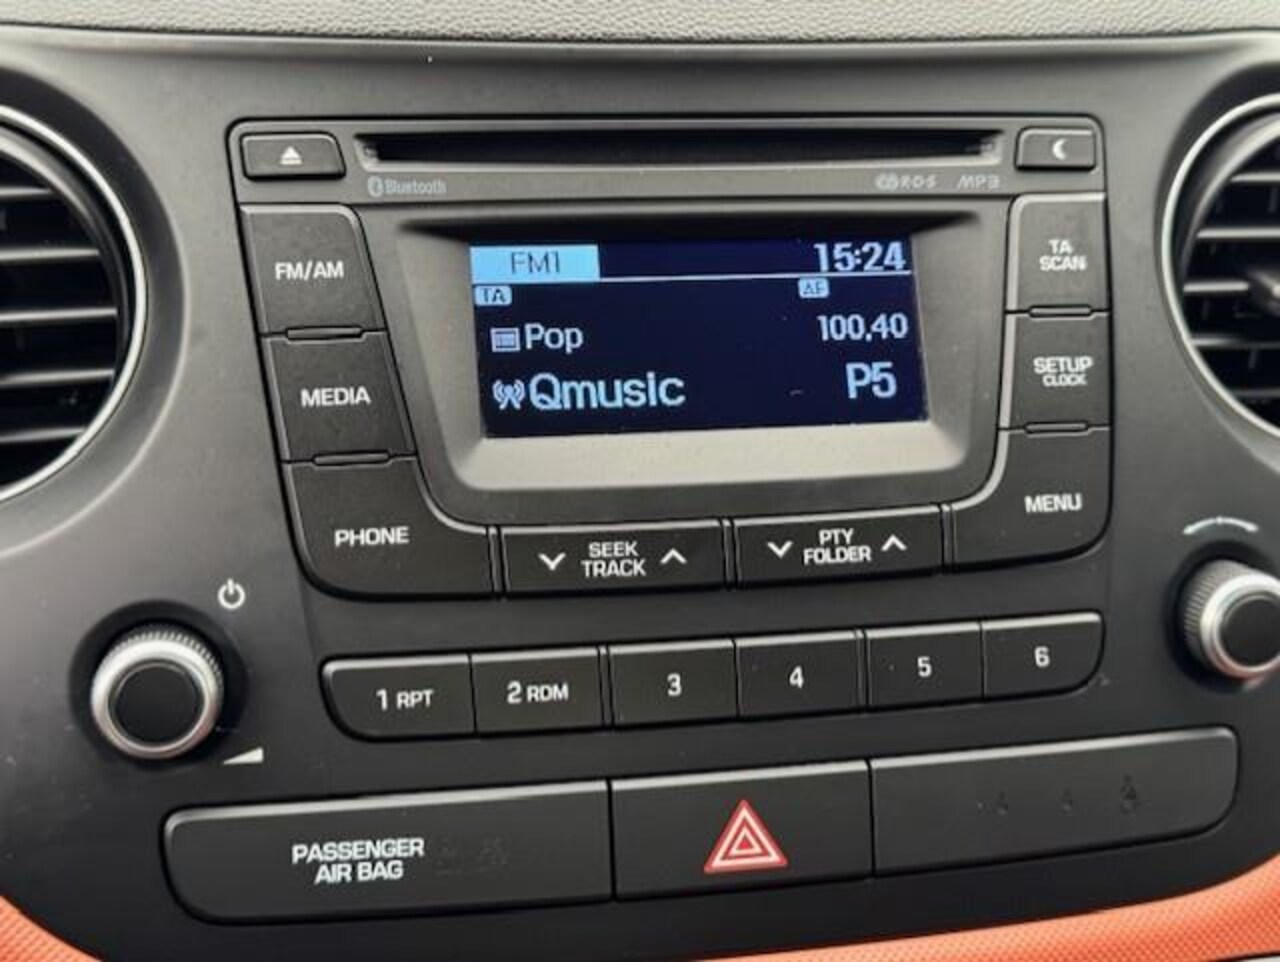 Bluetooth
RDS MP3
FM/AM
FM1 15:24
TA AF
Pop 100,40
Qmusic P5
TA
SCAN
MEDIA
SETUP
CLOCK
PHONE
SEEK
TRACK
PTY
FOLDER
MENU
1 RPT 2 RDM 3 4 5 6
PASSENGER
AIR BAG